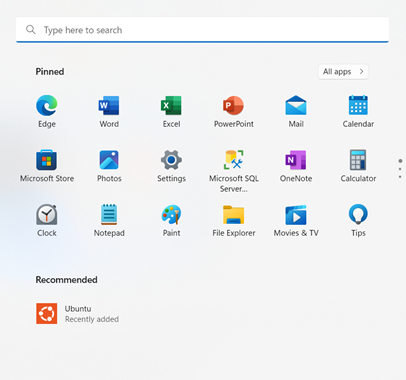 Type here to search
Pinned
All apps
Edge
Word
Excel
PowerPoint
Mail
Calendar
Microsoft Store
Photos
Settings
Microsoft SQL
Server...
OneNote
Calculator
Clock
Notepad
Paint
File Explorer
Movies & TV
Tips
Recommended
Ubuntu
Recently added